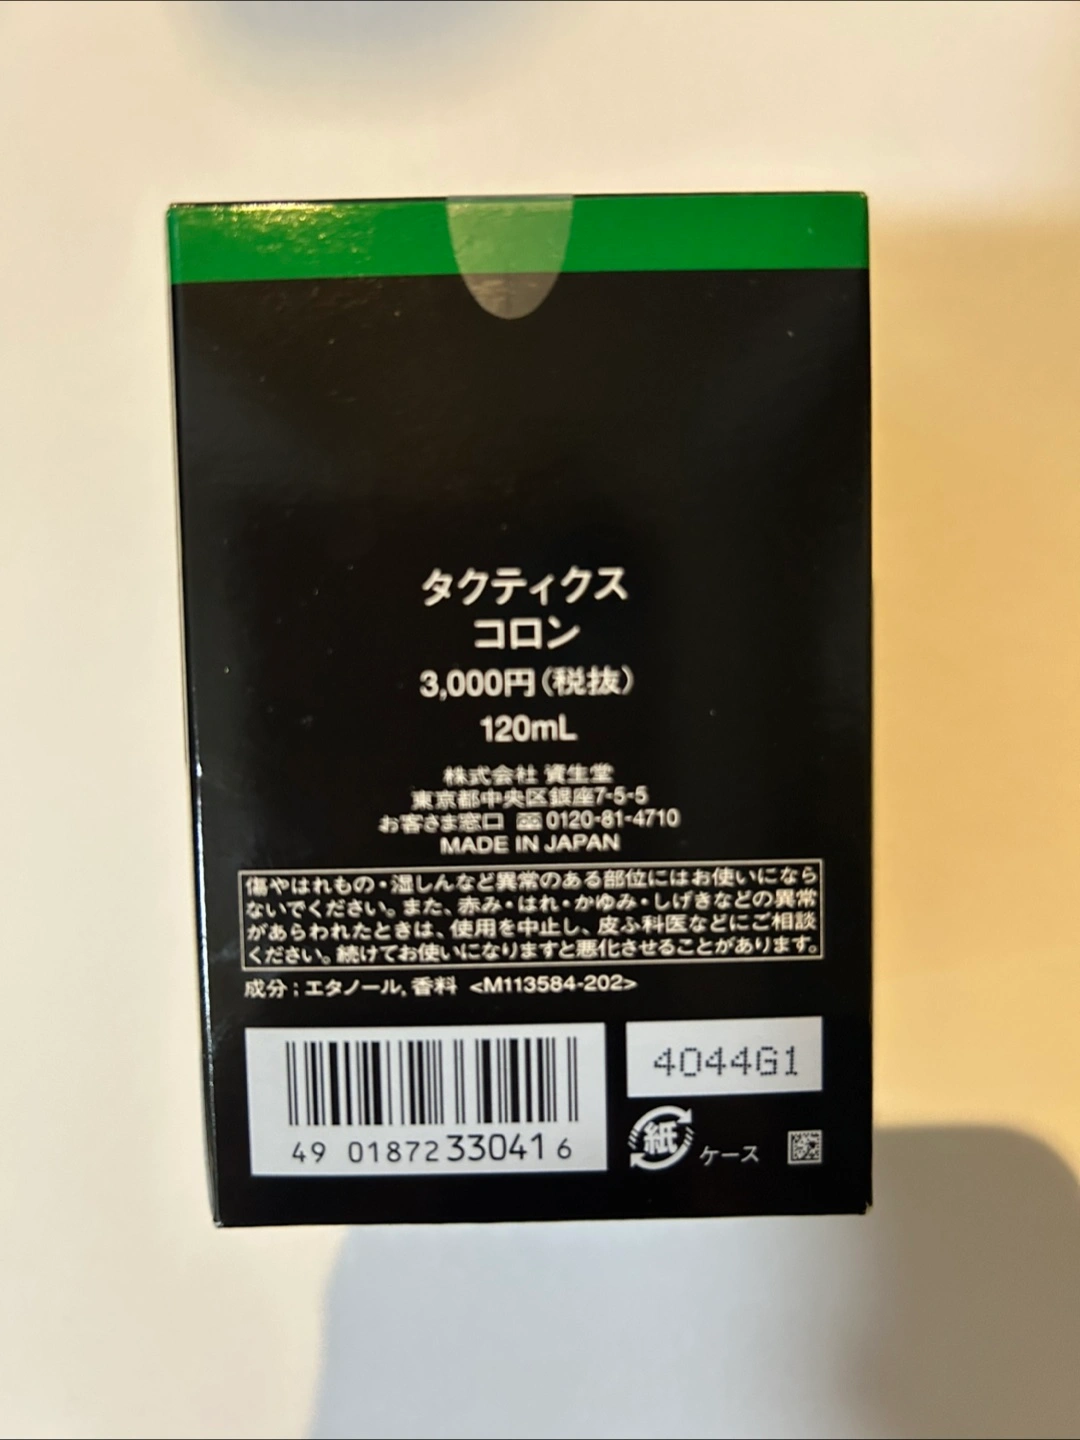 タクティクス
コロン
3,000円(税抜)
120mL
株式会社 資生堂
東京都中央区銀座7-5-5
お客さま窓口 0120-81-4710
MADE IN JAPAN
傷やはれもの・湿しんなど異常のある部位にはお使いになら
ないでください。また、赤み・はれ・かゆみ・しげきなどの異常
があらわれたときは、使用を中止し、皮ふ科医などにご相談
ください。続けてお使いになりますと悪化させることがあります。
成分:エタノール, 香料 <M113584-202>
4044G1
49 01872 33041 6
紙 ケース